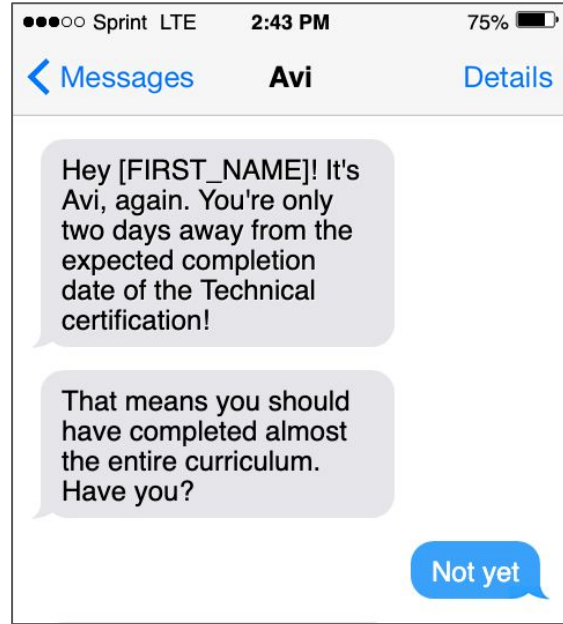 Sprint LTE 2:43 PM 75%
Messages Avi Details
Hey [FIRST_NAME]! It's
Avi, again. You're only
two days away from the
expected completion
date of the Technical
certification!
That means you should
have completed almost
the entire curriculum.
Have you?
Not yet